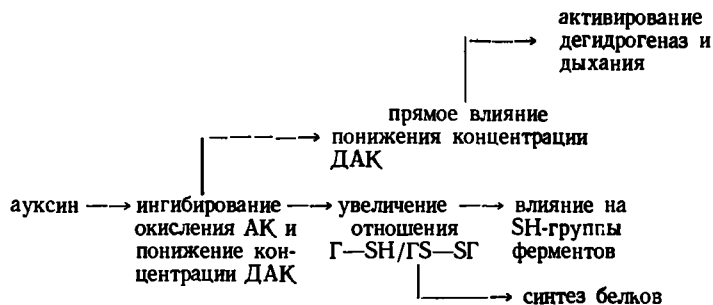 активирование
дегидрогеназ и
дыхания
прямое влияние
понижения концентрации
ДАК
ауксин → ингибирование → увеличение → влияние на
окисления АК и отношения SH-группы
понижение кон- Г—SH/ГS—SГ ферментов
центрации ДАК
синтез белков